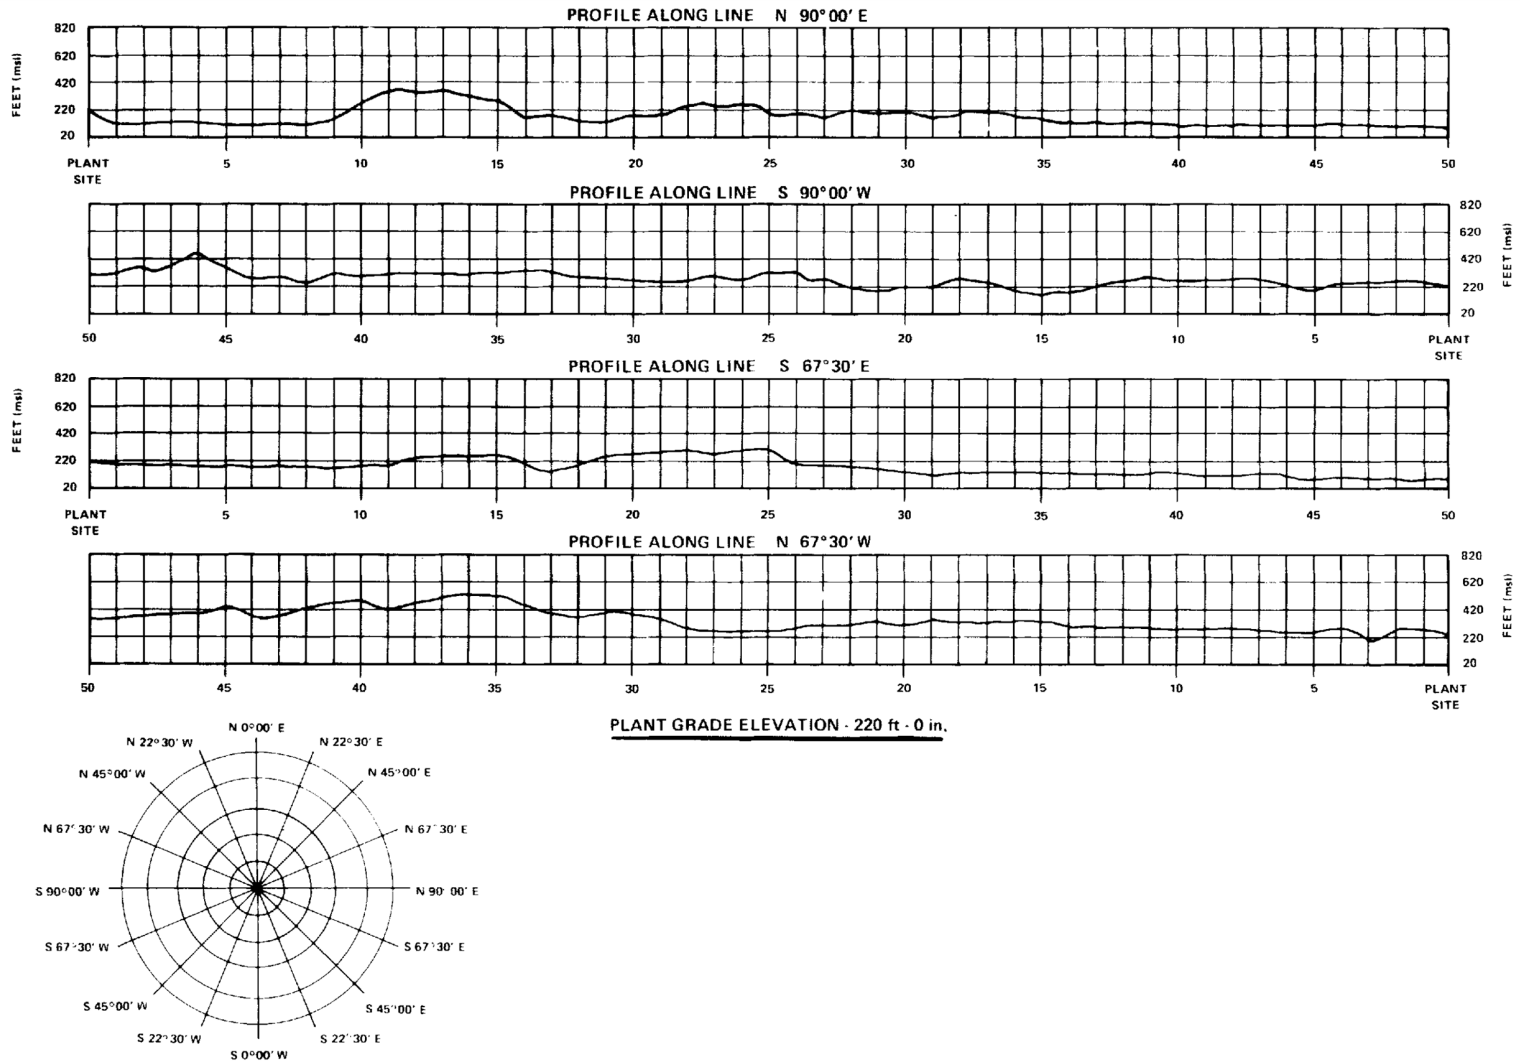 PROFILE ALONG LINE N 90°00' E
FEET (msl)
820
620
420
220
20
PLANT SITE 5 10 15 20 25 30 35 40 45 50
PROFILE ALONG LINE S 90°00' W
820
620
420
220
20
FEET (msl)
50 45 40 35 30 25 20 15 10 5 PLANT SITE
PROFILE ALONG LINE S 67°30' E
FEET (msl)
820
620
420
220
20
PLANT SITE 5 10 15 20 25 30 35 40 45 50
PROFILE ALONG LINE N 67°30' W
820
620
420
220
20
FEET (msl)
50 45 40 35 30 25 20 15 10 5 PLANT SITE
PLANT GRADE ELEVATION - 220 ft - 0 in.
N 0°00' E
N 22°30' W
N 22°30' E
N 45°00' W
N 45°00' E
N 67°30' W
N 67°30' E
S 90°00' W
N 90°00' E
S 67°30' W
S 67°30' E
S 45°00' W
S 45°00' E
S 22°30' W
S 22°30' E
S 0°00' W